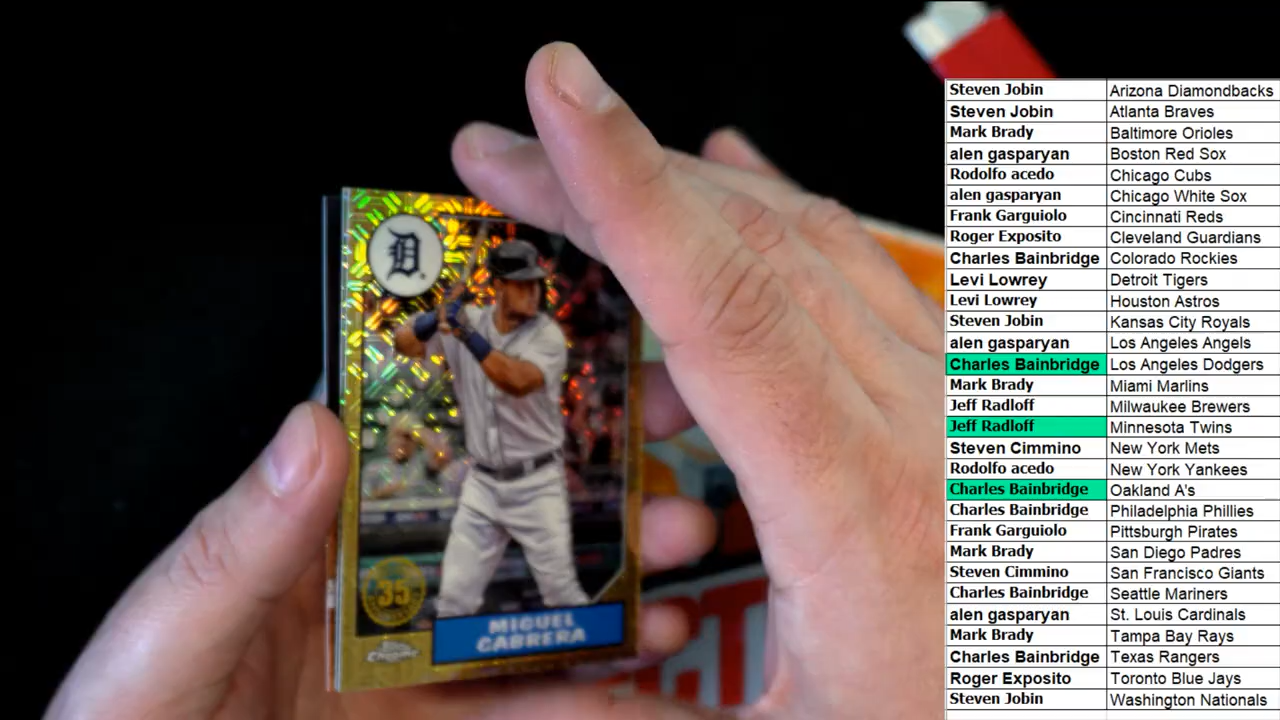 D
35
Topps
Chrome
MIGUEL
CABRERA
Steven Jobin Arizona Diamondbacks
Steven Jobin Atlanta Braves
Mark Brady Baltimore Orioles
alen gasparyan Boston Red Sox
Rodolfo acedo Chicago Cubs
alen gasparyan Chicago White Sox
Frank Garguiolo Cincinnati Reds
Roger Exposito Cleveland Guardians
Charles Bainbridge Colorado Rockies
Levi Lowrey Detroit Tigers
Levi Lowrey Houston Astros
Steven Jobin Kansas City Royals
alen gasparyan Los Angeles Angels
Charles Bainbridge Los Angeles Dodgers
Mark Brady Miami Marlins
Jeff Radloff Milwaukee Brewers
Jeff Radloff Minnesota Twins
Steven Cimmino New York Mets
Rodolfo acedo New York Yankees
Charles Bainbridge Oakland A's
Charles Bainbridge Philadelphia Phillies
Frank Garguiolo Pittsburgh Pirates
Mark Brady San Diego Padres
Steven Cimmino San Francisco Giants
Charles Bainbridge Seattle Mariners
alen gasparyan St. Louis Cardinals
Mark Brady Tampa Bay Rays
Charles Bainbridge Texas Rangers
Roger Exposito Toronto Blue Jays
Steven Jobin Washington Nationals